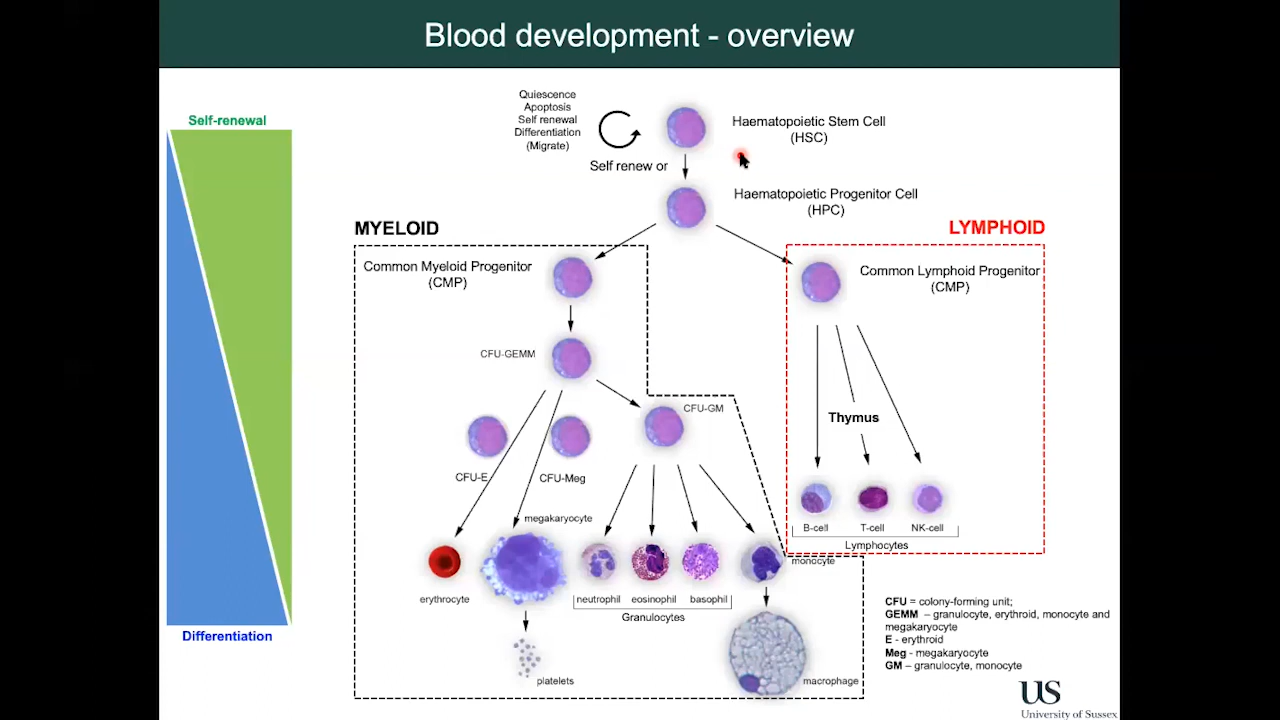 Blood development - overview
Self-renewal
Quiescence
Apoptosis
Self renewal
Differentiation
(Migrate)
Self renew or
Haematopoietic Stem Cell
(HSC)
Haematopoietic Progenitor Cell
(HPC)
MYELOID
LYMPHOID
Common Myeloid Progenitor
(CMP)
Common Lymphoid Progenitor
(CMP)
CFU-GEMM
CFU-GM
Thymus
CFU-E
CFU-Meg
megakaryocyte
B-cell
T-cell
NK-cell
Lymphocytes
monocyte
erythrocyte
neutrophil
eosinophil
basophil
Granulocytes
platelets
macrophage
Differentiation
CFU = colony-forming unit;
GEMM – granulocyte, erythroid, monocyte and
megakaryocyte
E - erythroid
Meg - megakaryocyte
GM – granulocyte, monocyte
US
University of Sussex